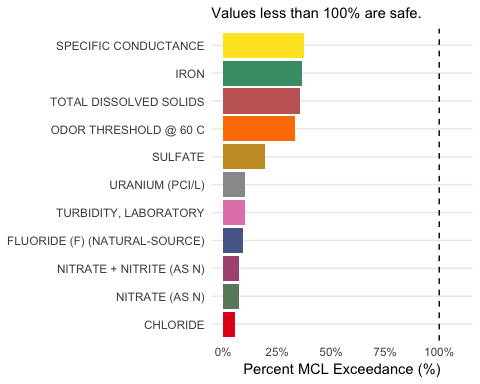 Values less than 100% are safe.
SPECIFIC CONDUCTANCE
IRON
TOTAL DISSOLVED SOLIDS
ODOR THRESHOLD @ 60 C
SULFATE
URANIUM (PCI/L)
TURBIDITY, LABORATORY
FLUORIDE (F) (NATURAL-SOURCE)
NITRATE + NITRITE (AS N)
NITRATE (AS N)
CHLORIDE
0% 25% 50% 75% 100%
Percent MCL Exceedance (%)